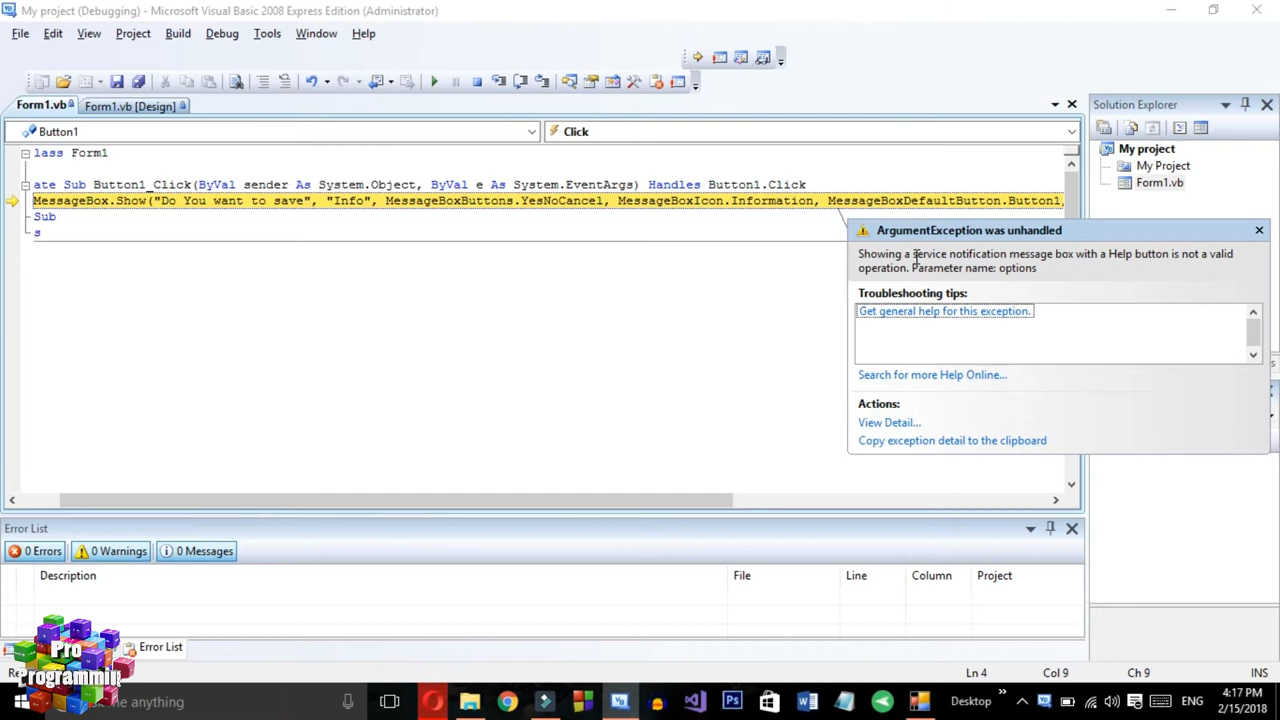 My project (Debugging) - Microsoft Visual Basic 2008 Express Edition (Administrator)
File Edit View Project Build Debug Tools Window Help
Form1.vb Form1.vb [Design] Solution Explorer
Button1 Click
My project
My Project
Form1.vb
lass Form1
ate Sub Button1_Click(ByVal sender As System.Object, ByVal e As System.EventArgs) Handles Button1.Click
MessageBox.Show("Do You want to save", "Info", MessageBoxButtons.YesNoCancel, MessageBoxIcon.Information, MessageBoxDefaultButton.Button1,
Sub
s
ArgumentException was unhandled
Showing a service notification message box with a Help button is not a valid
operation. Parameter name: options
Troubleshooting tips:
Get general help for this exception.
Search for more Help Online...
Actions:
View Detail...
Copy exception detail to the clipboard
Error List
0 Errors 0 Warnings 0 Messages
Description File Line Column Project
Error List
Pro
Programming
Ln 4 Col 9 Ch 9 INS
me anything Desktop ENG
4:17 PM
2/15/2018